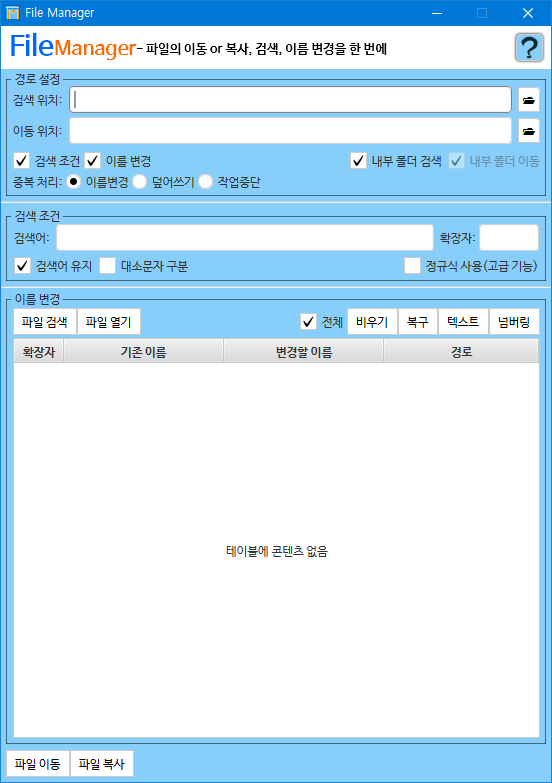 File Manager
FileManager - 파일의 이동 or 복사, 검색, 이름 변경을 한 번에 ?
경로 설정
검색 위치:
이동 위치:
검색 조건 이름 변경 내부 폴더 검색 내부 폴더 이동
중복 처리: 이름변경 덮어쓰기 작업중단
검색 조건
검색어: 확장자:
검색어 유지 대소문자 구분 정규식 사용(고급 기능)
이름 변경
파일 검색 파일 열기 전체 비우기 복구 텍스트 넘버링
확장자 기존 이름 변경할 이름 경로
테이블에 콘텐츠 없음
파일 이동 파일 복사